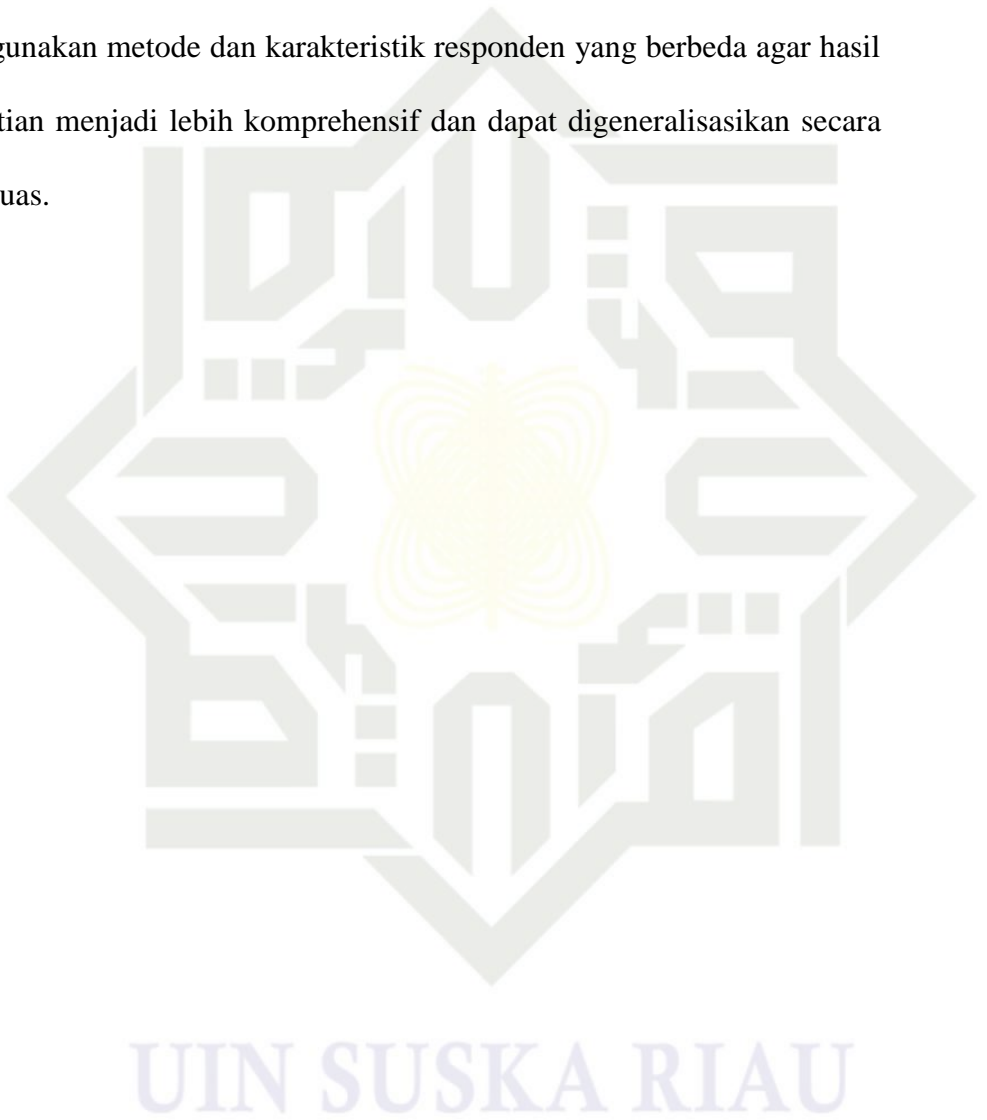 gunakan metode dan karakteristik responden yang berbeda agar hasil
tian menjadi lebih komprehensif dan dapat digeneralisasikan secara
uas.
UIN SUSKA RIAU